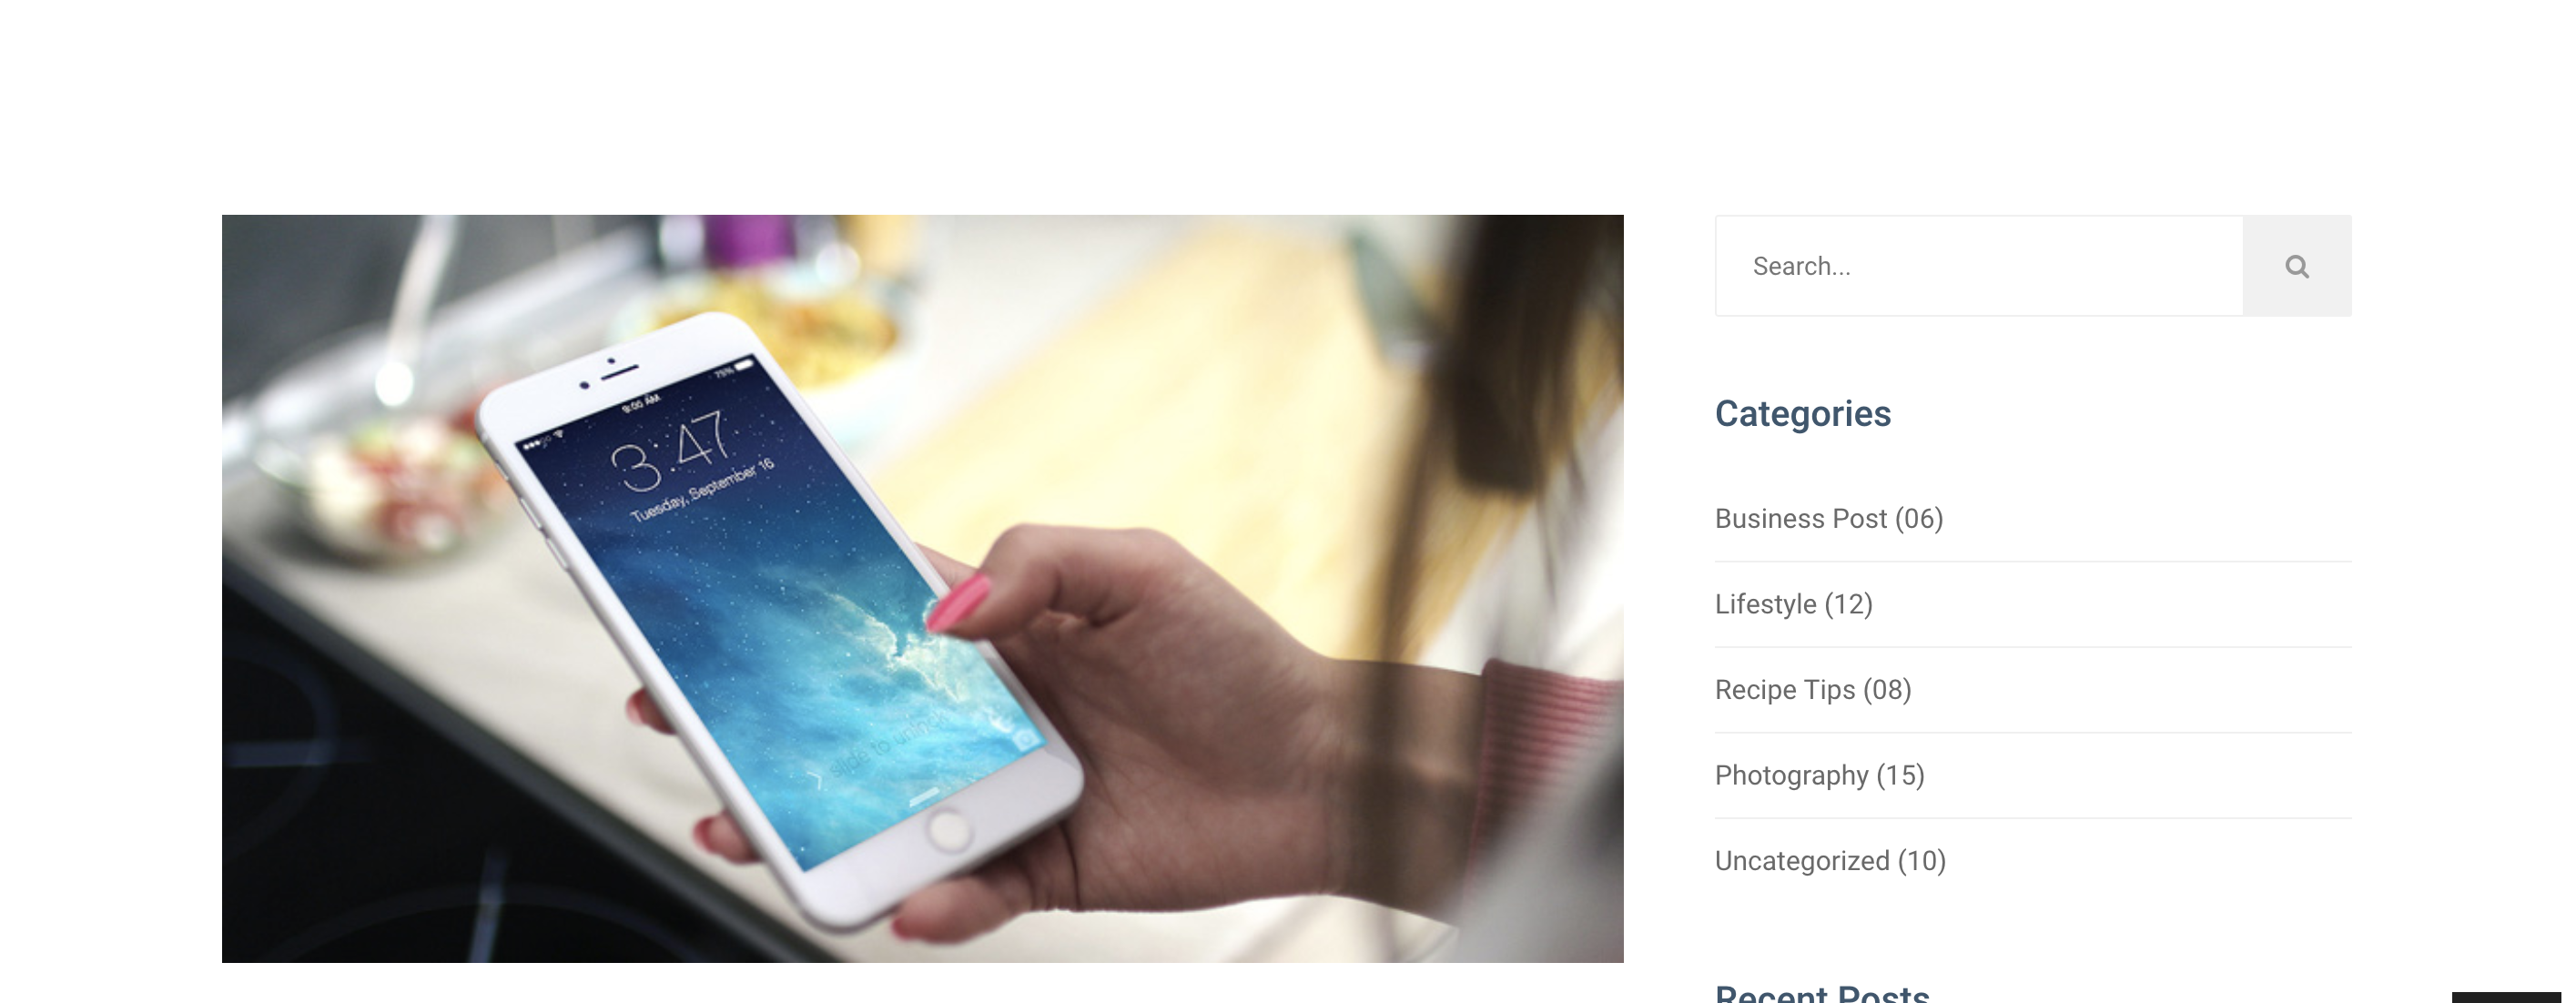 75%
9:00 AM
3:47
Tuesday, September 16
slide to unlock
Search...
Categories
Business Post (06)
Lifestyle (12)
Recipe Tips (08)
Photography (15)
Uncategorized (10)
Recent Posts